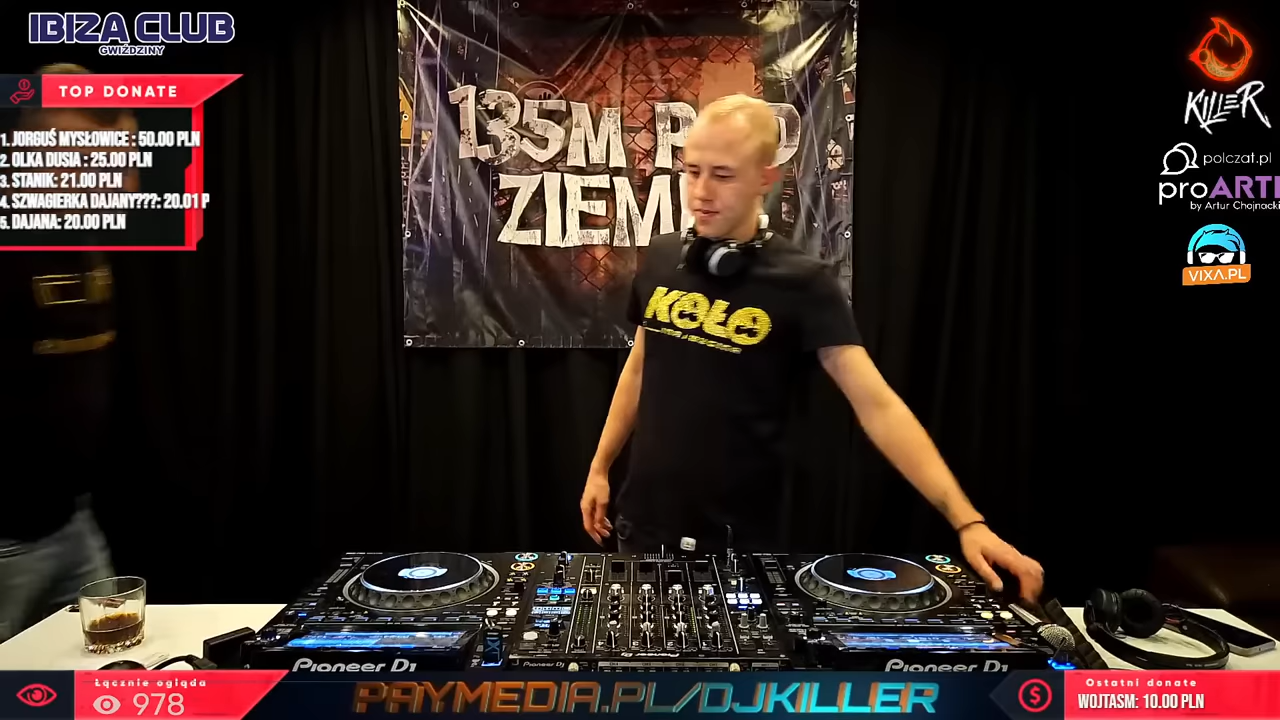 IBIZA CLUB
GWIŹDZINY
TOP DONATE
1. JORGUŚ MYSŁOWICE : 50.00 PLN
2. OLKA DUSIA : 25.00 PLN
3. STANIK: 21.00 PLN
4. SZWAGIERKA DAJANY???: 20.01 P
5. DAJANA: 20.00 PLN
135M P D
ZIEM
KOŁO
KILLER
polczat.pl
proARTI
by Artur Chojnacki
VIXA.PL
Pioneer DJ
Pioneer DJ
Pioneer DJ
Łącznie ogląda
978
PAYMEDIA.PL/DJKILLER
$
Ostatni donate
WOJTASM: 10.00 PLN